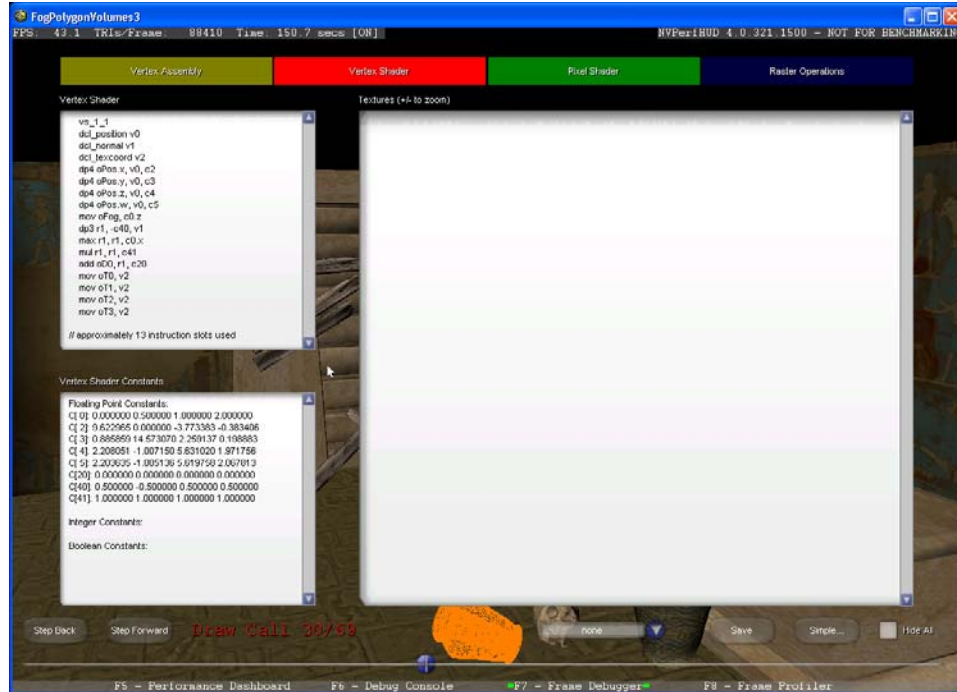 FogPolygonVolumes3
FPS: 43.1 TRIs/Frame: 88410 Time: 150.7 secs [ON] NVPerfHUD 4.0.321.1500 - NOT FOR BENCHMARKING
Vertex Assembly Vertex Shader Pixel Shader Raster Operations
Vertex Shader
vs_1_1
dcl_position v0
dcl_normal v1
dcl_texcoord v2
dp4 oPos.x, v0, c2
dp4 oPos.y, v0, c3
dp4 oPos.z, v0, c4
dp4 oPos.w, v0, c5
mov oFog, c0.z
dp3 r1, -c40, v1
max r1, r1, c0.x
mul r1, r1, c41
add oD0, r1, c20
mov oT0, v2
mov oT1, v2
mov oT2, v2
mov oT3, v2
// approximately 13 instruction slots used
Textures (+/- to zoom)
Vertex Shader Constants
Floating Point Constants:
C[ 0]: 0.000000 0.500000 1.000000 2.000000
C[ 2]: 9.622965 0.000000 -3.773383 -0.383406
C[ 3]: 0.885859 14.573070 2.259137 0.198883
C[ 4]: 2.208051 -1.007150 5.631020 1.971756
C[ 5]: 2.203635 -1.005136 5.619758 2.067813
C[20]: 0.000000 0.000000 0.000000 0.000000
C[40]: 0.500000 -0.500000 0.500000 0.500000
C[41]: 1.000000 1.000000 1.000000 1.000000
Integer Constants:
Boolean Constants:
Step Back Step Forward Draw Call 30/69 none Save Simple... Hide All
F5 - Performance Dashboard F6 - Debug Console F7 - Frame Debugger F8 - Frame Profiler